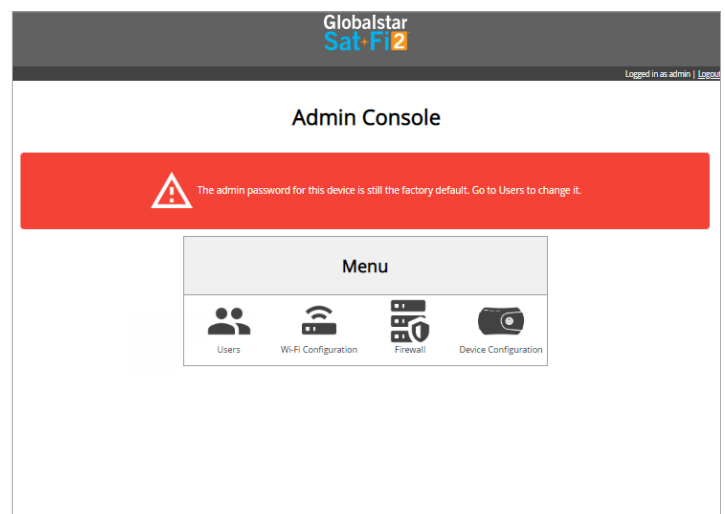 Globalstar
Sat-Fi2
Logged in as admin | Logout
Admin Console
The admin password for this device is still the factory default. Go to Users to change it.
Menu
Users Wi-Fi Configuration Firewall Device Configuration